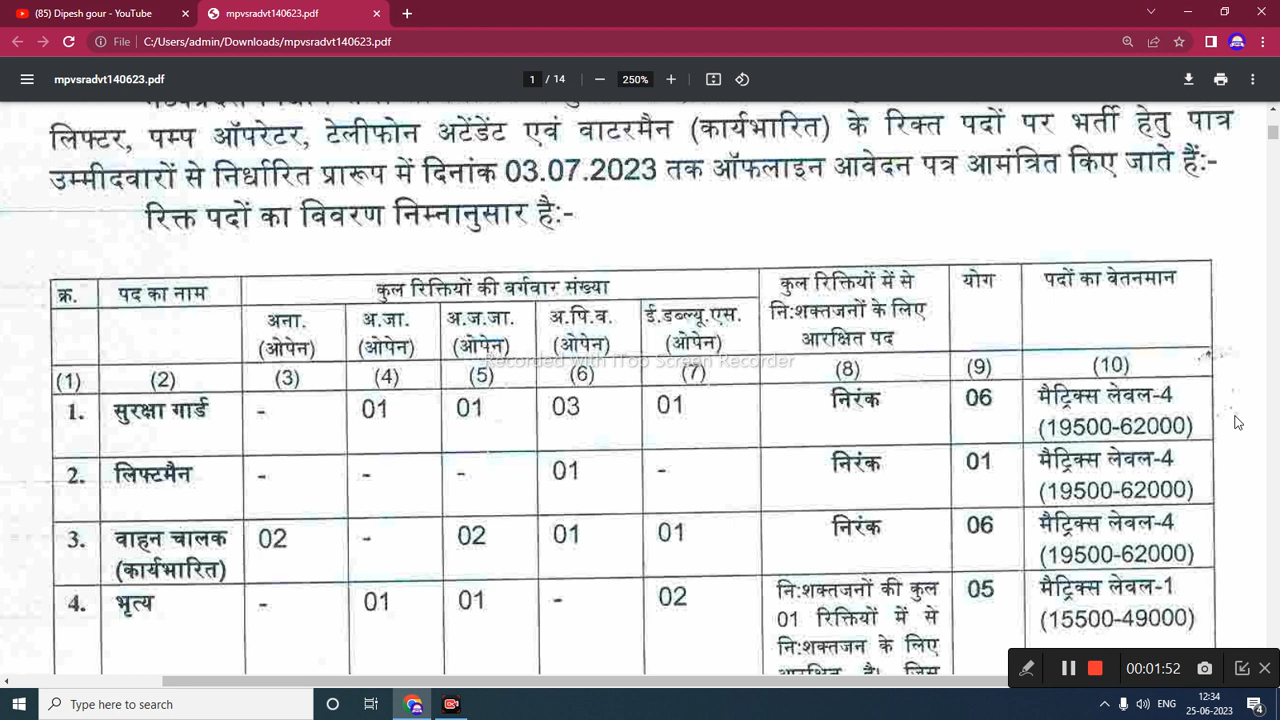 (85) Dipesh gour - YouTube
mpvsradvt140623.pdf
File C:/Users/admin/Downloads/mpvsradvt140623.pdf
mpvsradvt140623.pdf 1 / 14 250%
लिफ्टर, पम्प ऑपरेटर, टेलीफोन अटेंडेंट एवं वाटरमैन (कार्यभारित) के रिक्त पदों पर भर्ती हेतु पात्र
उम्मीदवारों से निर्धारित प्रारूप में दिनांक 03.07.2023 तक ऑफलाइन आवेदन पत्र आमंत्रित किए जाते हैं:-
रिक्त पदों का विवरण निम्नानुसार है:-
क्र. पद का नाम कुल रिक्तियों की वर्गवार संख्या कुल रिक्तियों में से योग पदों का वेतनमान
अना. अ.जा. अ.ज.जा. अ.पि.व. ई.डब्ल्यू.एस. नि:शक्तजनों के लिए
(ओपेन) (ओपेन) (ओपेन) (ओपेन) (ओपेन) आरक्षित पद
Recorded with iTop Screen Recorder
(1) (2) (3) (4) (5) (6) (7) (8) (9) (10)
1. सुरक्षा गार्ड - 01 01 03 01 निरंक 06 मैट्रिक्स लेवल-4
(19500-62000)
2. लिफ्टमैन - - - 01 - निरंक 01 मैट्रिक्स लेवल-4
(19500-62000)
3. वाहन चालक 02 - 02 01 01 निरंक 06 मैट्रिक्स लेवल-4
(कार्यभारित) (19500-62000)
4. भृत्य - 01 01 - 02 नि:शक्तजनों की कुल 05 मैट्रिक्स लेवल-1
01 रिक्तियों में से (15500-49000)
नि:शक्तजन के लिए
00:01:52
Type here to search
ENG
12:34
25-06-2023
4